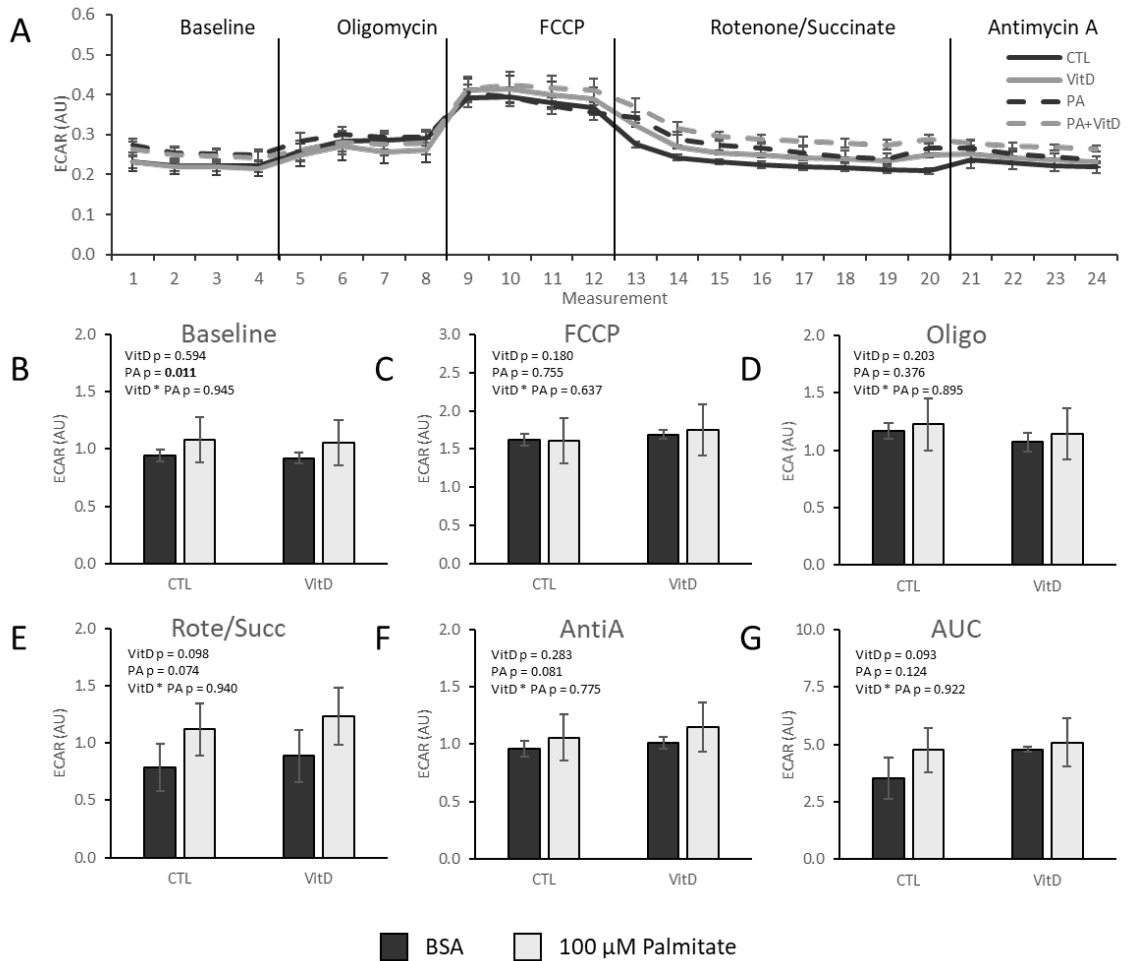 A
Baseline
Oligomycin
FCCP
Rotenone/Succinate
Antimycin A
ECAR (AU)
0.6
0.5
0.4
0.3
0.2
0.1
0.0
CTL
VitD
PA
PA+VitD
1 2 3 4 5 6 7 8 9 10 11 12 13 14 15 16 17 18 19 20 21 22 23 24
Measurement
B
Baseline
VitD p = 0.594
PA p = 0.011
VitD * PA p = 0.945
ECAR (AU)
2.0
1.5
1.0
0.5
0.0
CTL VitD
C
FCCP
VitD p = 0.180
PA p = 0.755
VitD * PA p = 0.637
ECAR (AU)
3.0
2.5
2.0
1.5
1.0
0.5
0.0
CTL VitD
D
Oligo
VitD p = 0.203
PA p = 0.376
VitD * PA p = 0.895
ECA (AU)
2.0
1.5
1.0
0.5
0.0
CTL VitD
E
Rote/Succ
VitD p = 0.098
PA p = 0.074
VitD * PA p = 0.940
ECAR (AU)
2.0
1.5
1.0
0.5
0.0
CTL VitD
F
AntiA
VitD p = 0.283
PA p = 0.081
VitD * PA p = 0.775
ECAR (AU)
2.0
1.5
1.0
0.5
0.0
CTL VitD
G
AUC
VitD p = 0.093
PA p = 0.124
VitD * PA p = 0.922
ECAR (AU)
10.0
7.5
5.0
2.5
0.0
CTL VitD
BSA
100 µM Palmitate